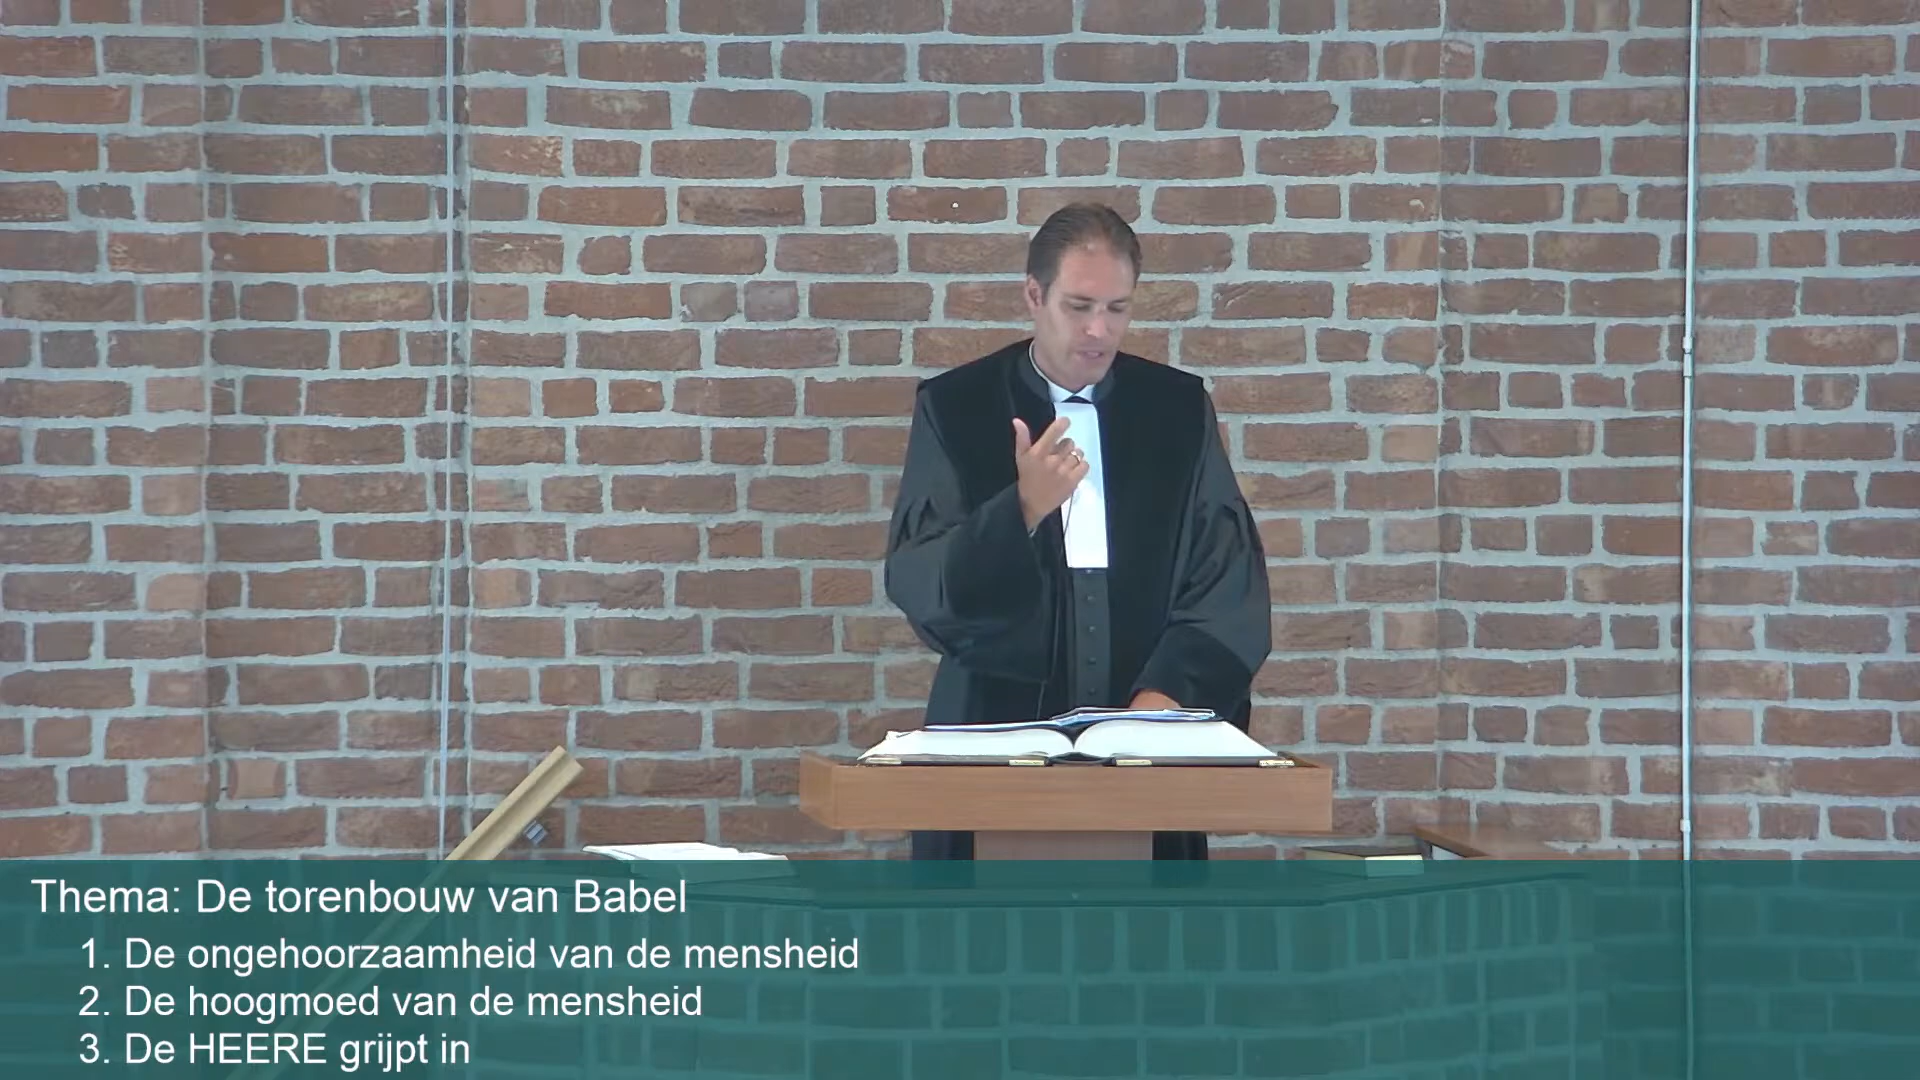 Thema: De torenbouw van Babel
1. De ongehoorzaamheid van de mensheid
2. De hoogmoed van de mensheid
3. De HEERE grijpt in